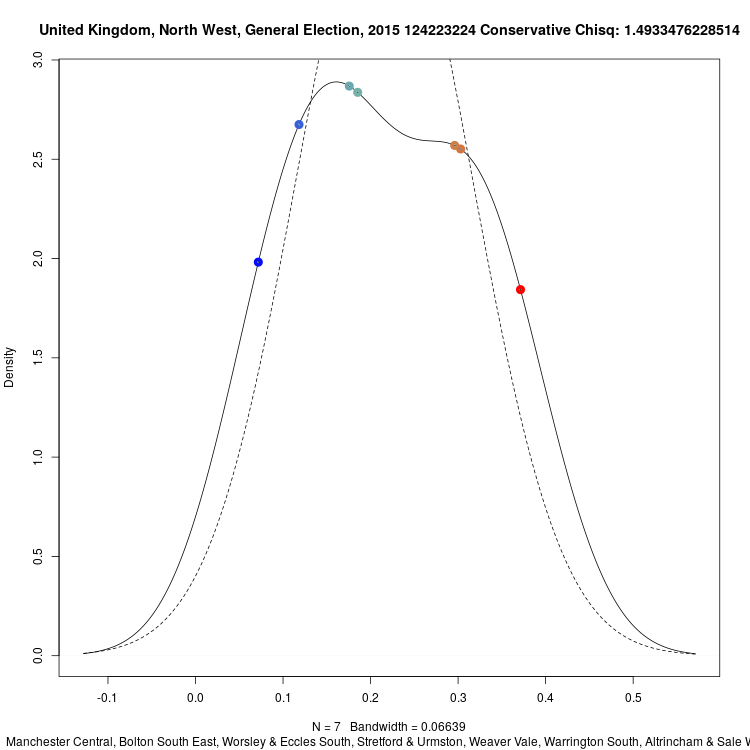 United Kingdom, North West, General Election, 2015 124223224 Conservative Chisq: 1.4933476228514
3.0
2.5
2.0
1.5
1.0
0.5
0.0
Density
-0.1 0.0 0.1 0.2 0.3 0.4 0.5
N = 7 Bandwidth = 0.06639
Manchester Central, Bolton South East, Worsley & Eccles South, Stretford & Urmston, Weaver Vale, Warrington South, Altrincham & Sale